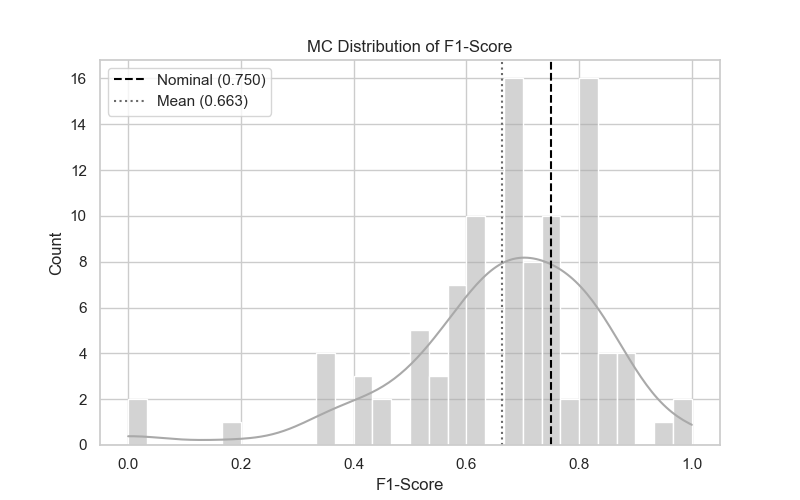 MC Distribution of F1-Score
Nominal (0.750)
Mean (0.663)
Count
16
14
12
10
8
6
4
2
0
0.0 0.2 0.4 0.6 0.8 1.0
F1-Score